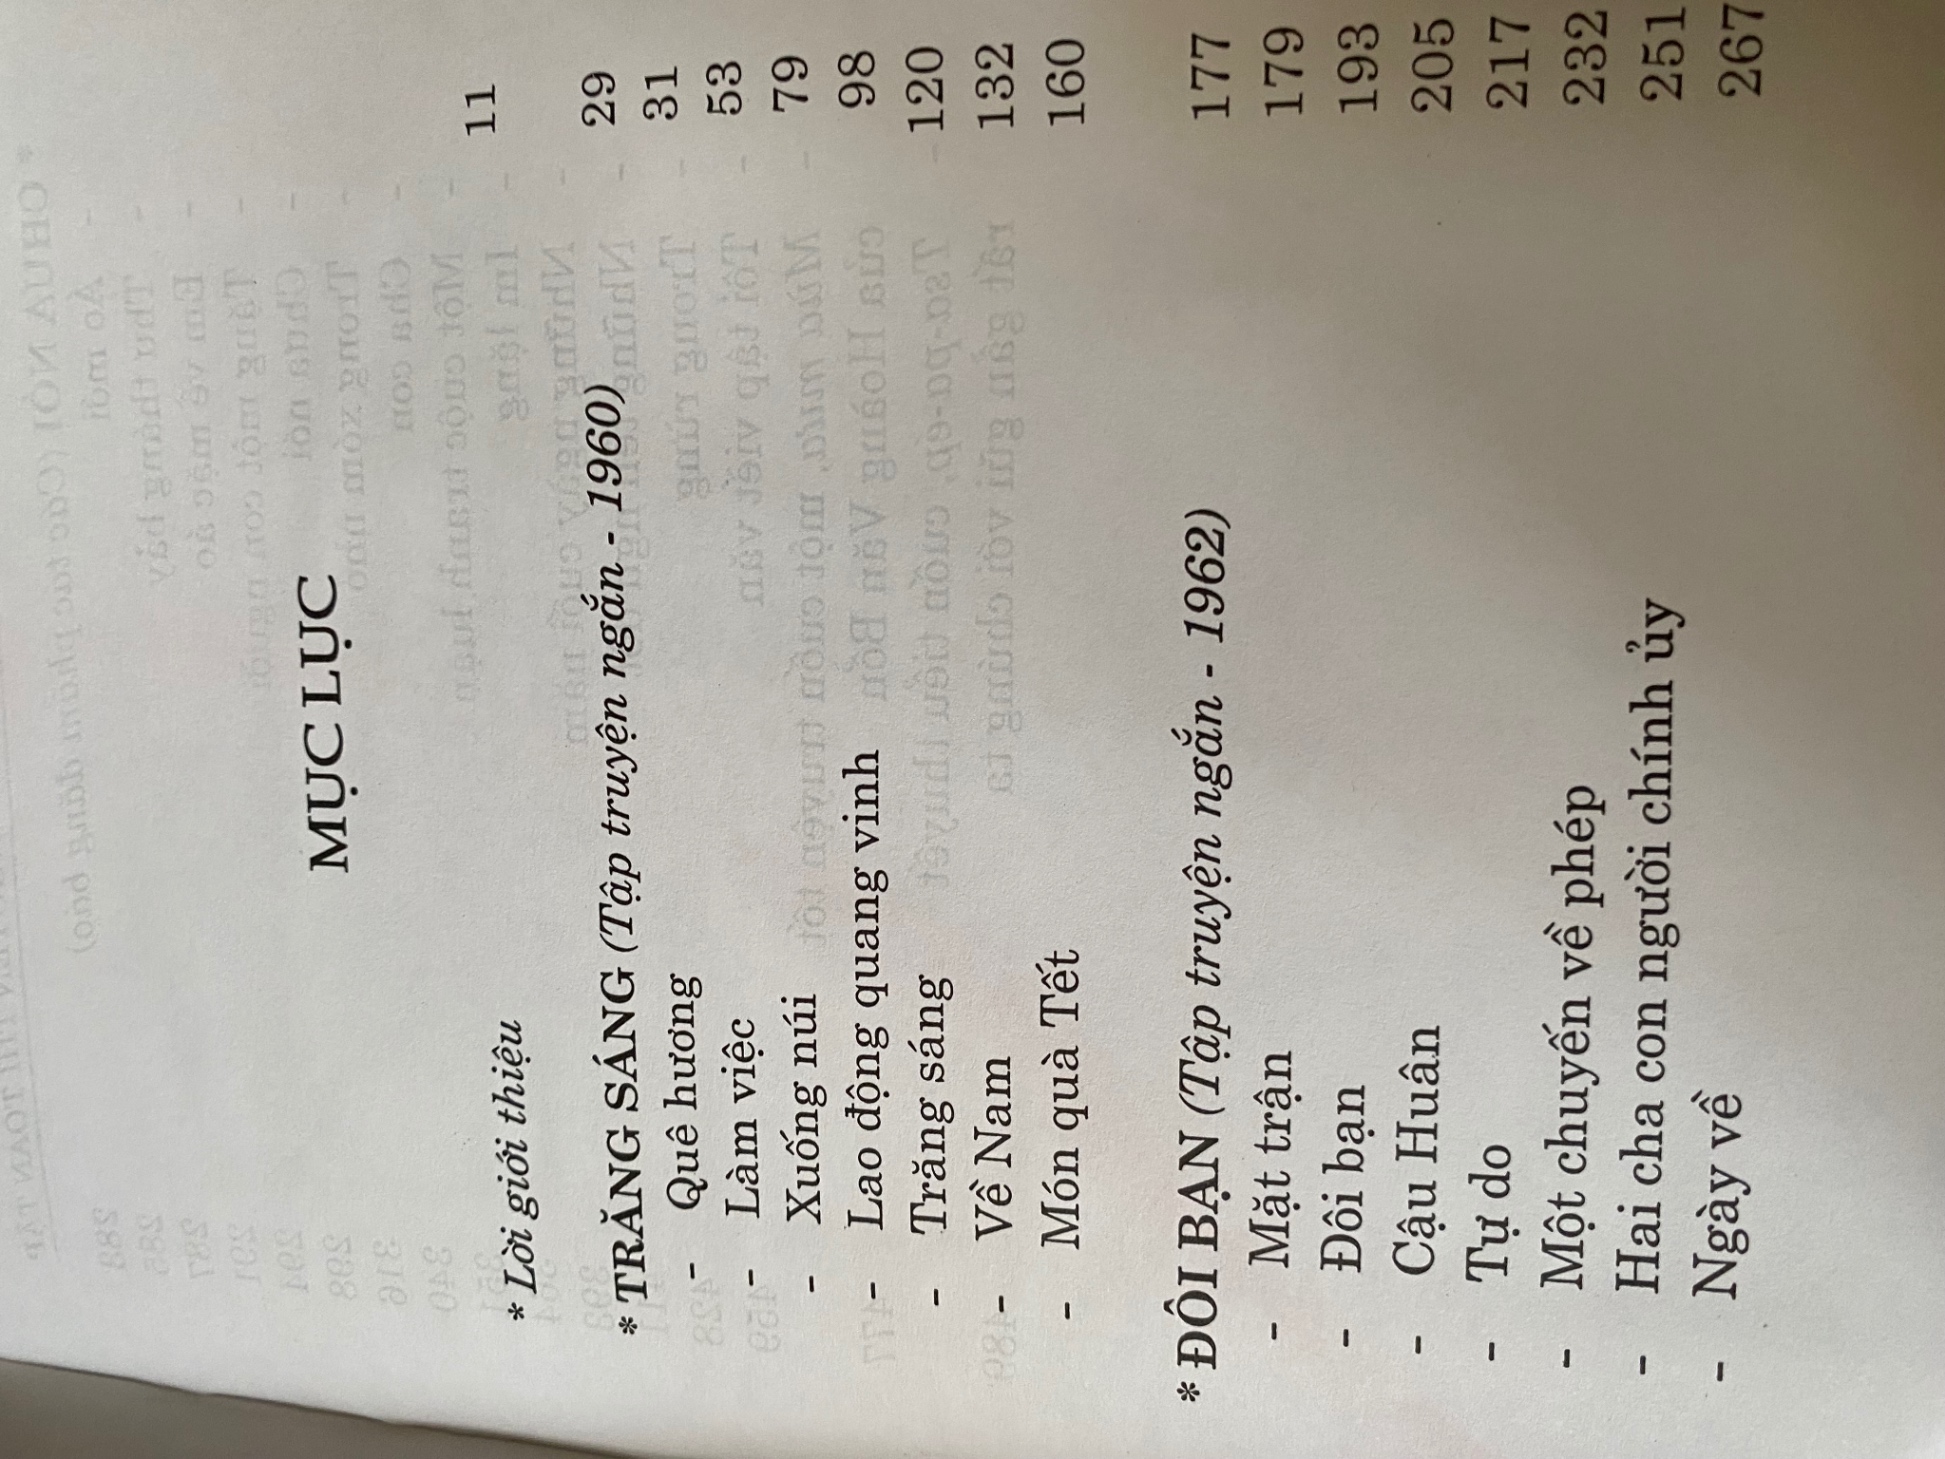 MỤC LỤC
* Lời giới thiệu 11
* TRĂNG SÁNG (Tập truyện ngắn - 1960) 29
- Quê hương 31
- Làm việc 53
- Xuống núi 79
- Lao động quang vinh 98
- Trăng sáng 120
- Về Nam 132
- Món quà Tết 160
* ĐÔI BẠN (Tập truyện ngắn - 1962) 177
- Mặt trận 179
- Đôi bạn 193
- Cậu Huân 205
- Tự do 217
- Một chuyến về phép 232
- Hai cha con người chính ủy 251
- Ngày về 267